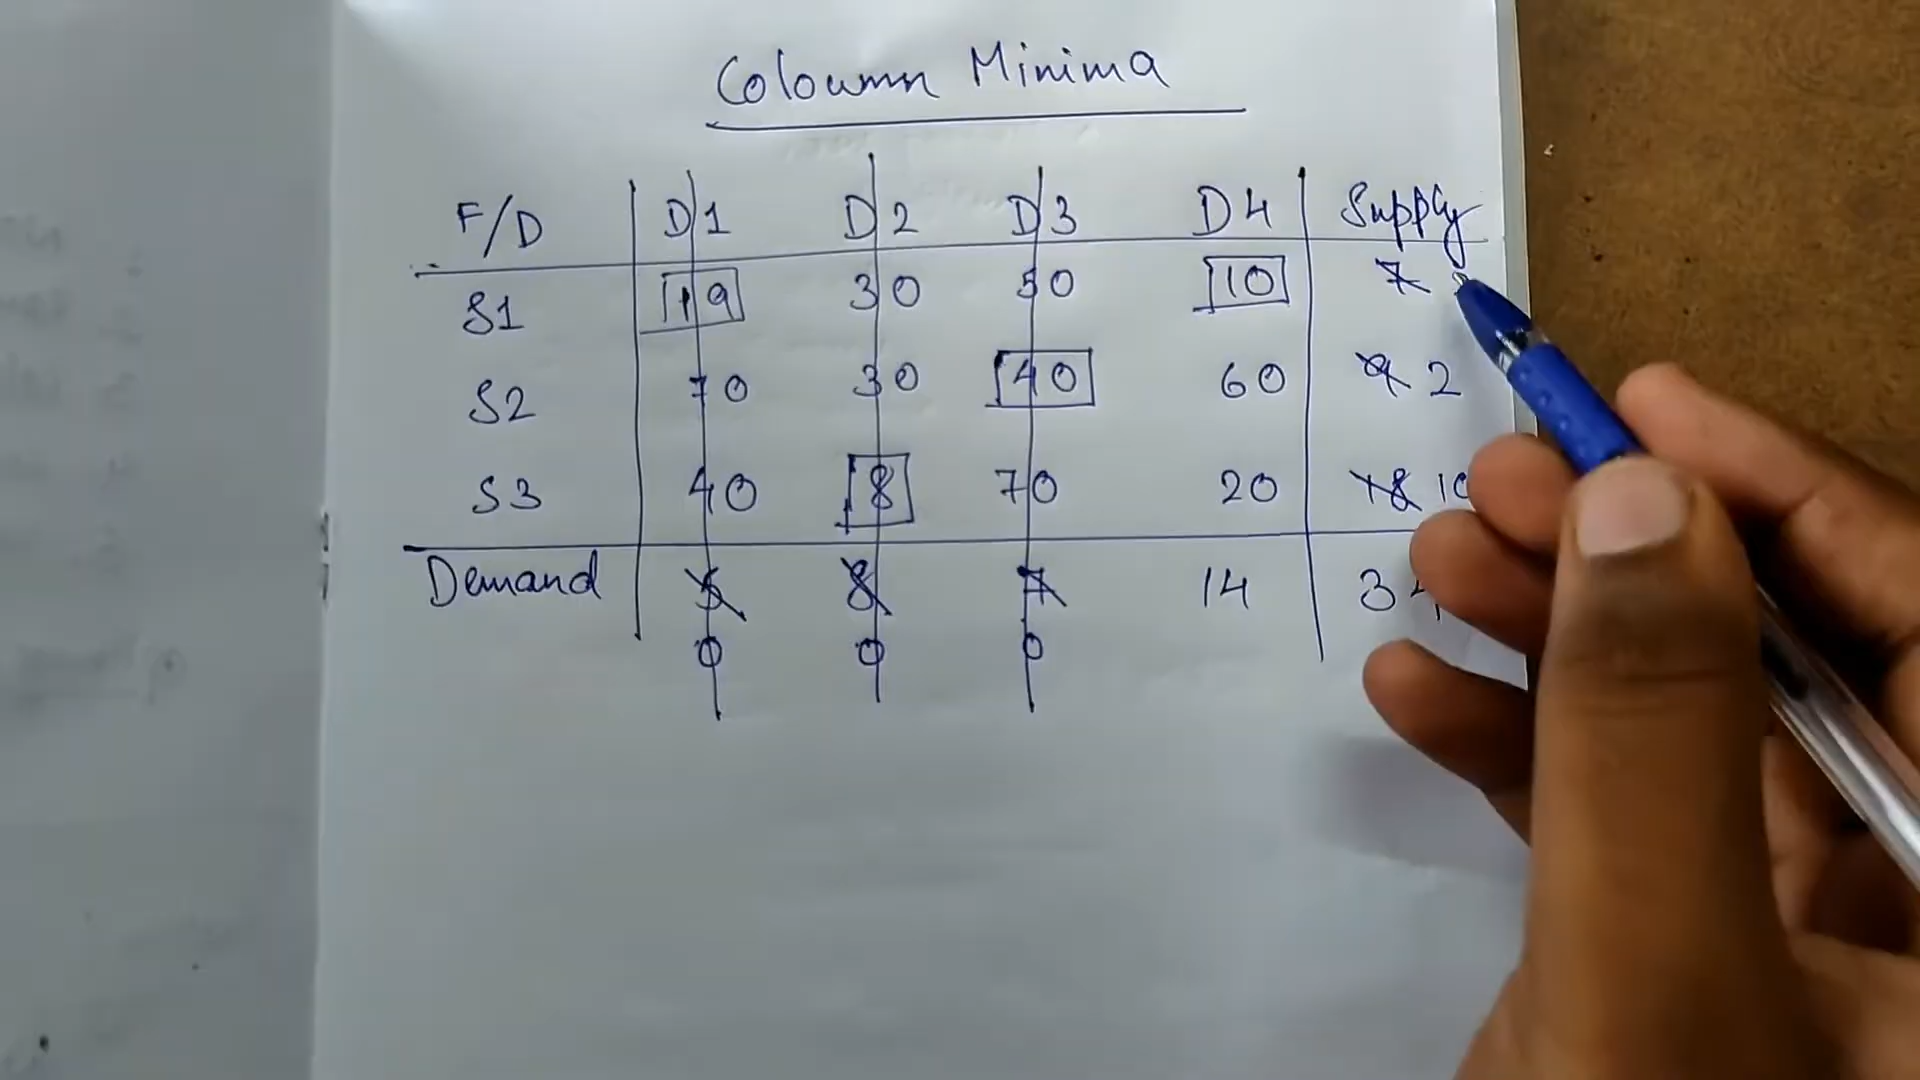 Coloumn Minima
F/D D1 D2 D3 D4 Supply
S1 19 30 50 10 7
S2 70 30 40 60 9 2
S3 40 8 70 20 18 10
Demand 5 8 7 14 34
0 0 0